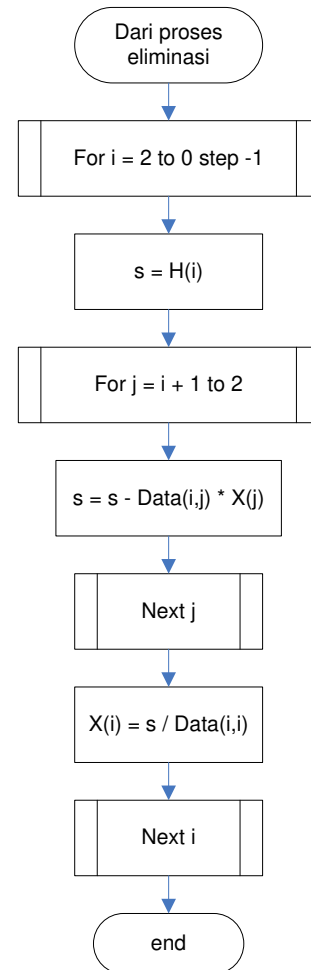 Dari proses
eliminasi
For i = 2 to 0 step -1
s = H(i)
For j = i + 1 to 2
s = s - Data(i,j) * X(j)
Next j
X(i) = s / Data(i,i)
Next i
end